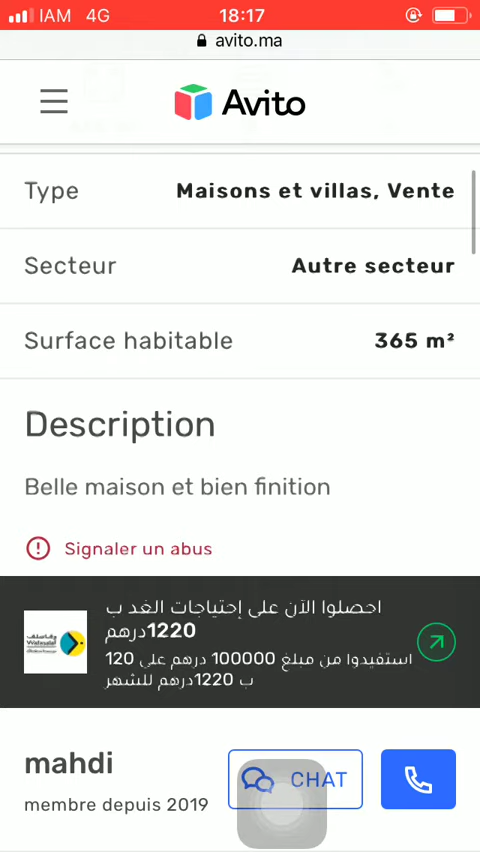 IAM 4G 18:17
avito.ma
Avito
Type Maisons et villas, Vente
Secteur Autre secteur
Surface habitable 365 m²
Description
Belle maison et bien finition
Signaler un abus
احصلوا الآن على إحتياجات الغد ب
1220درهم
استفيدوا من مبلغ 100000 درهم على 120
ب 1220درهم للشهر
وفاسلف
Wafasalaf
mahdi
CHAT
membre depuis 2019